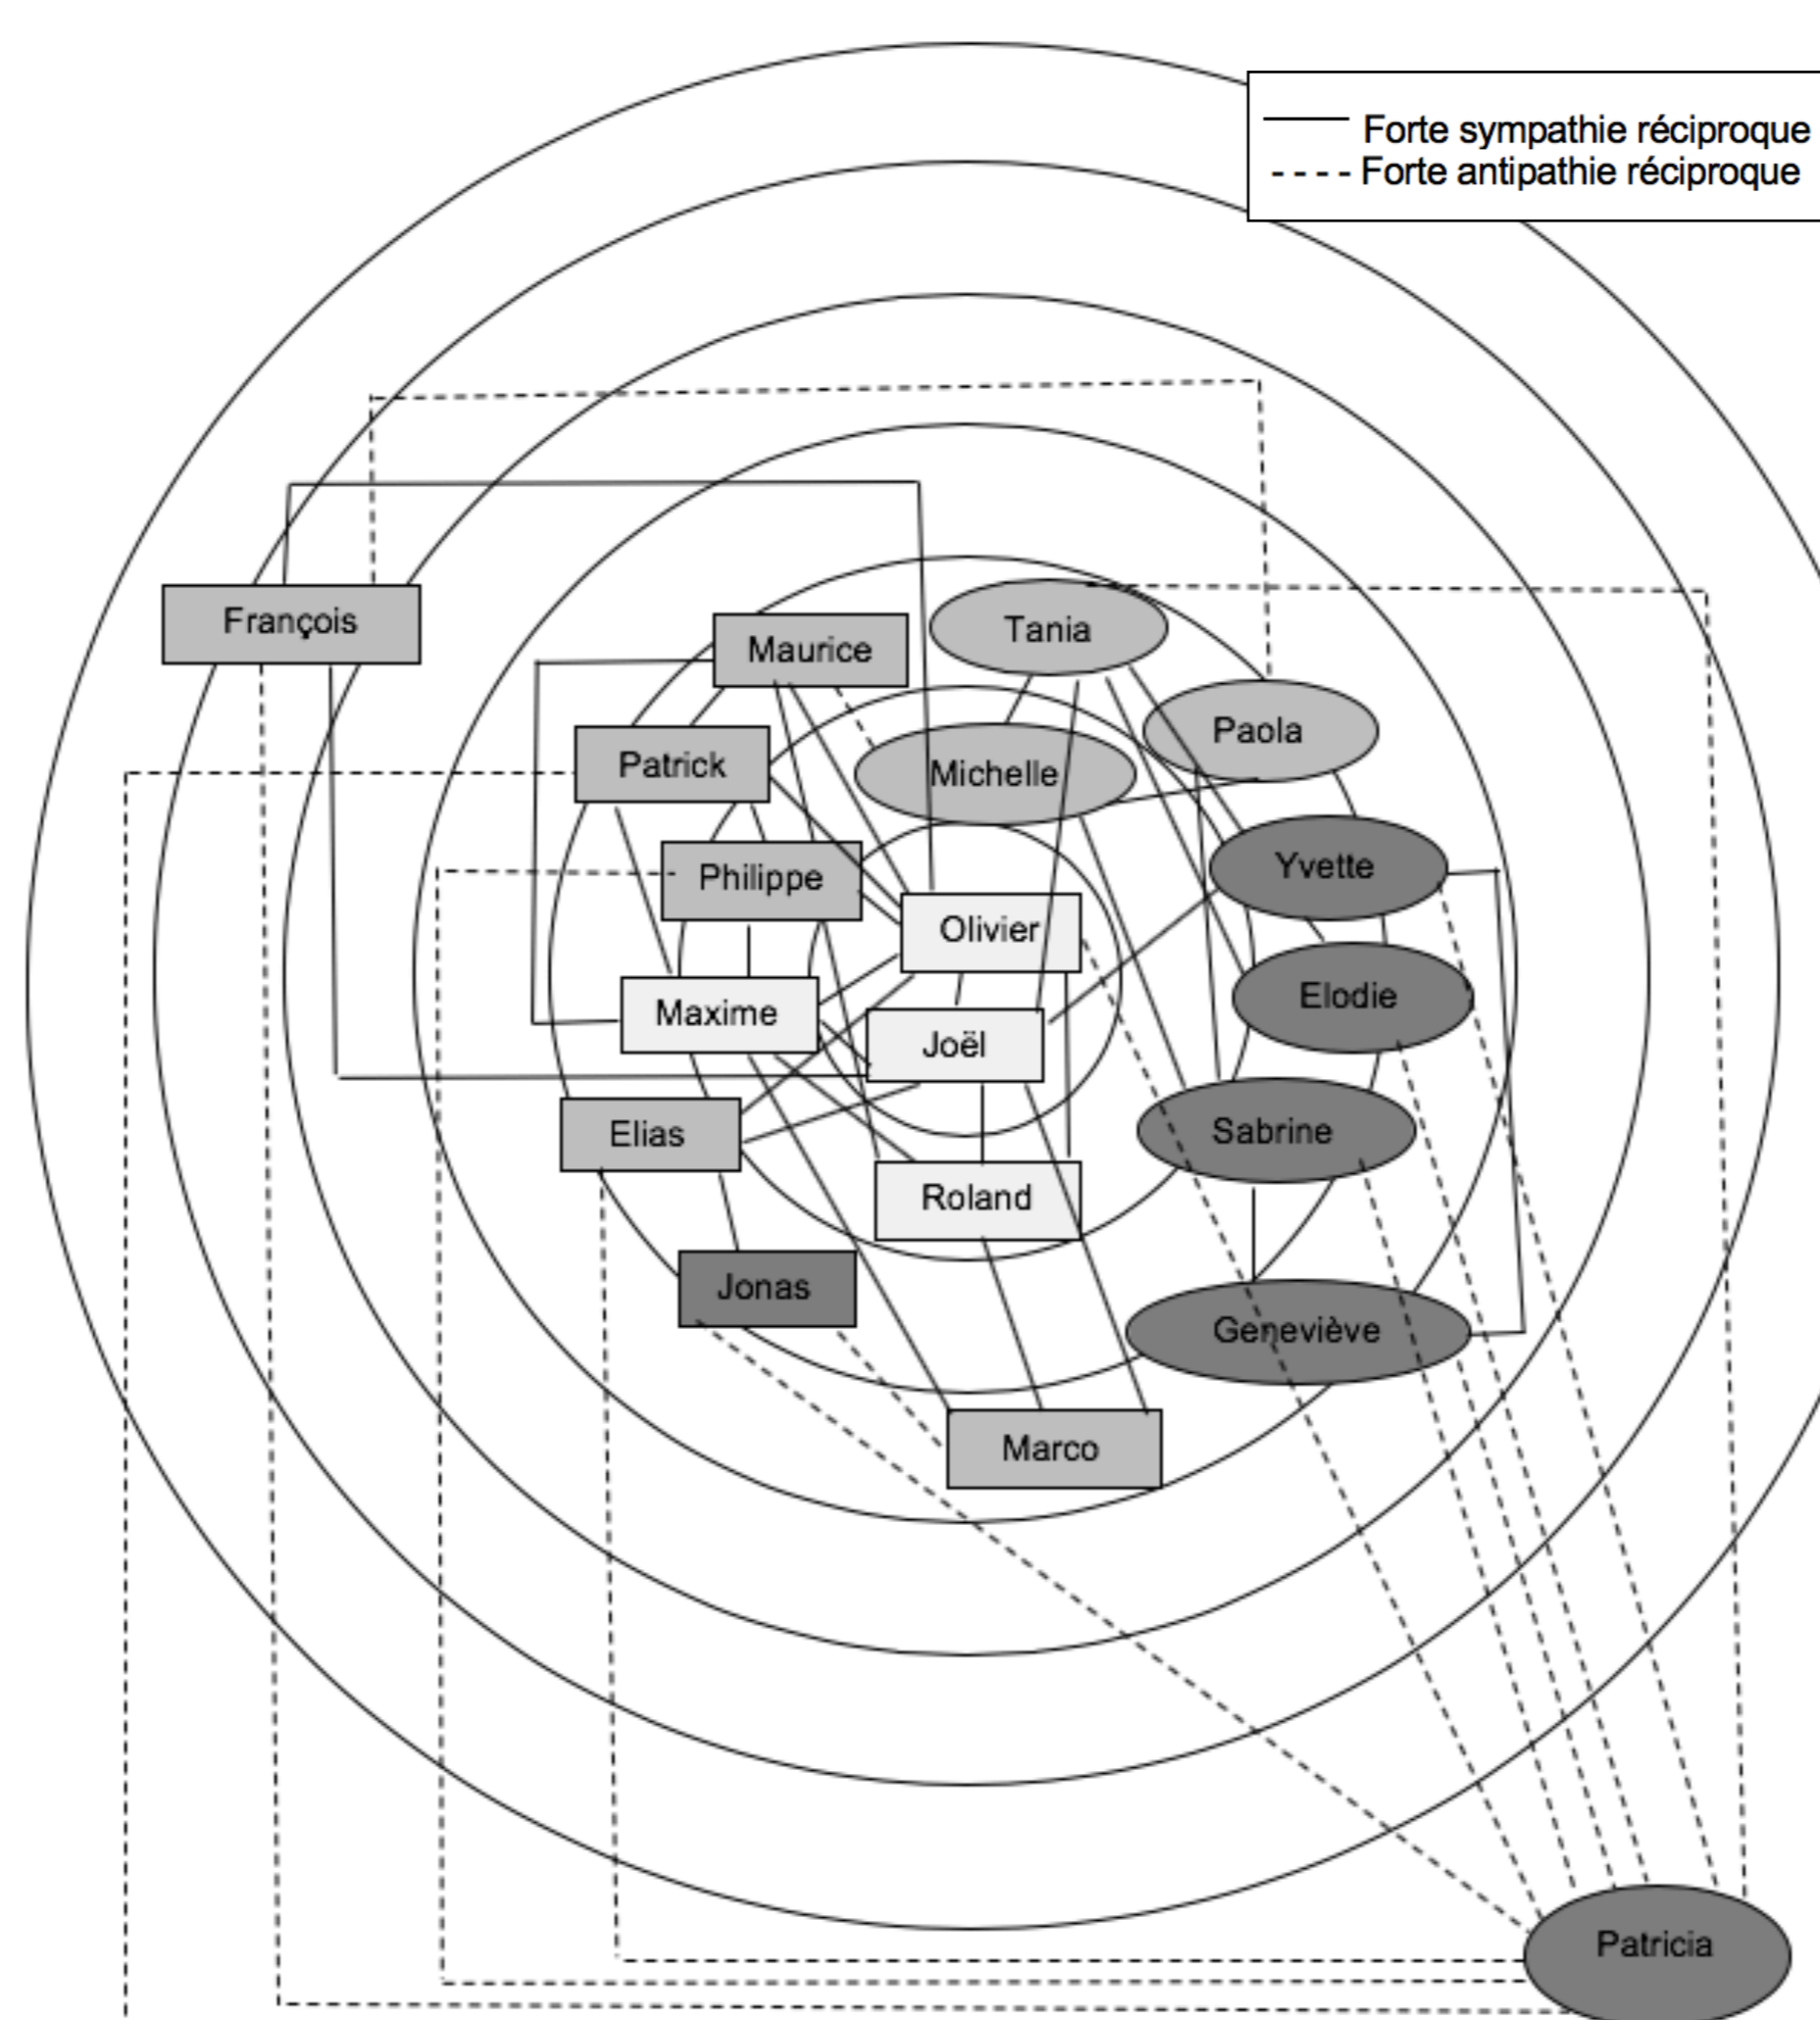 Forte sympathie réciproque
Forte antipathie réciproque
François
Maurice
Tania
Patrick
Michelle
Paola
Philippe
Olivier
Yvette
Maxime
Joël
Elodie
Elias
Roland
Sabrine
Jonas
Geneviève
Marco
Patricia